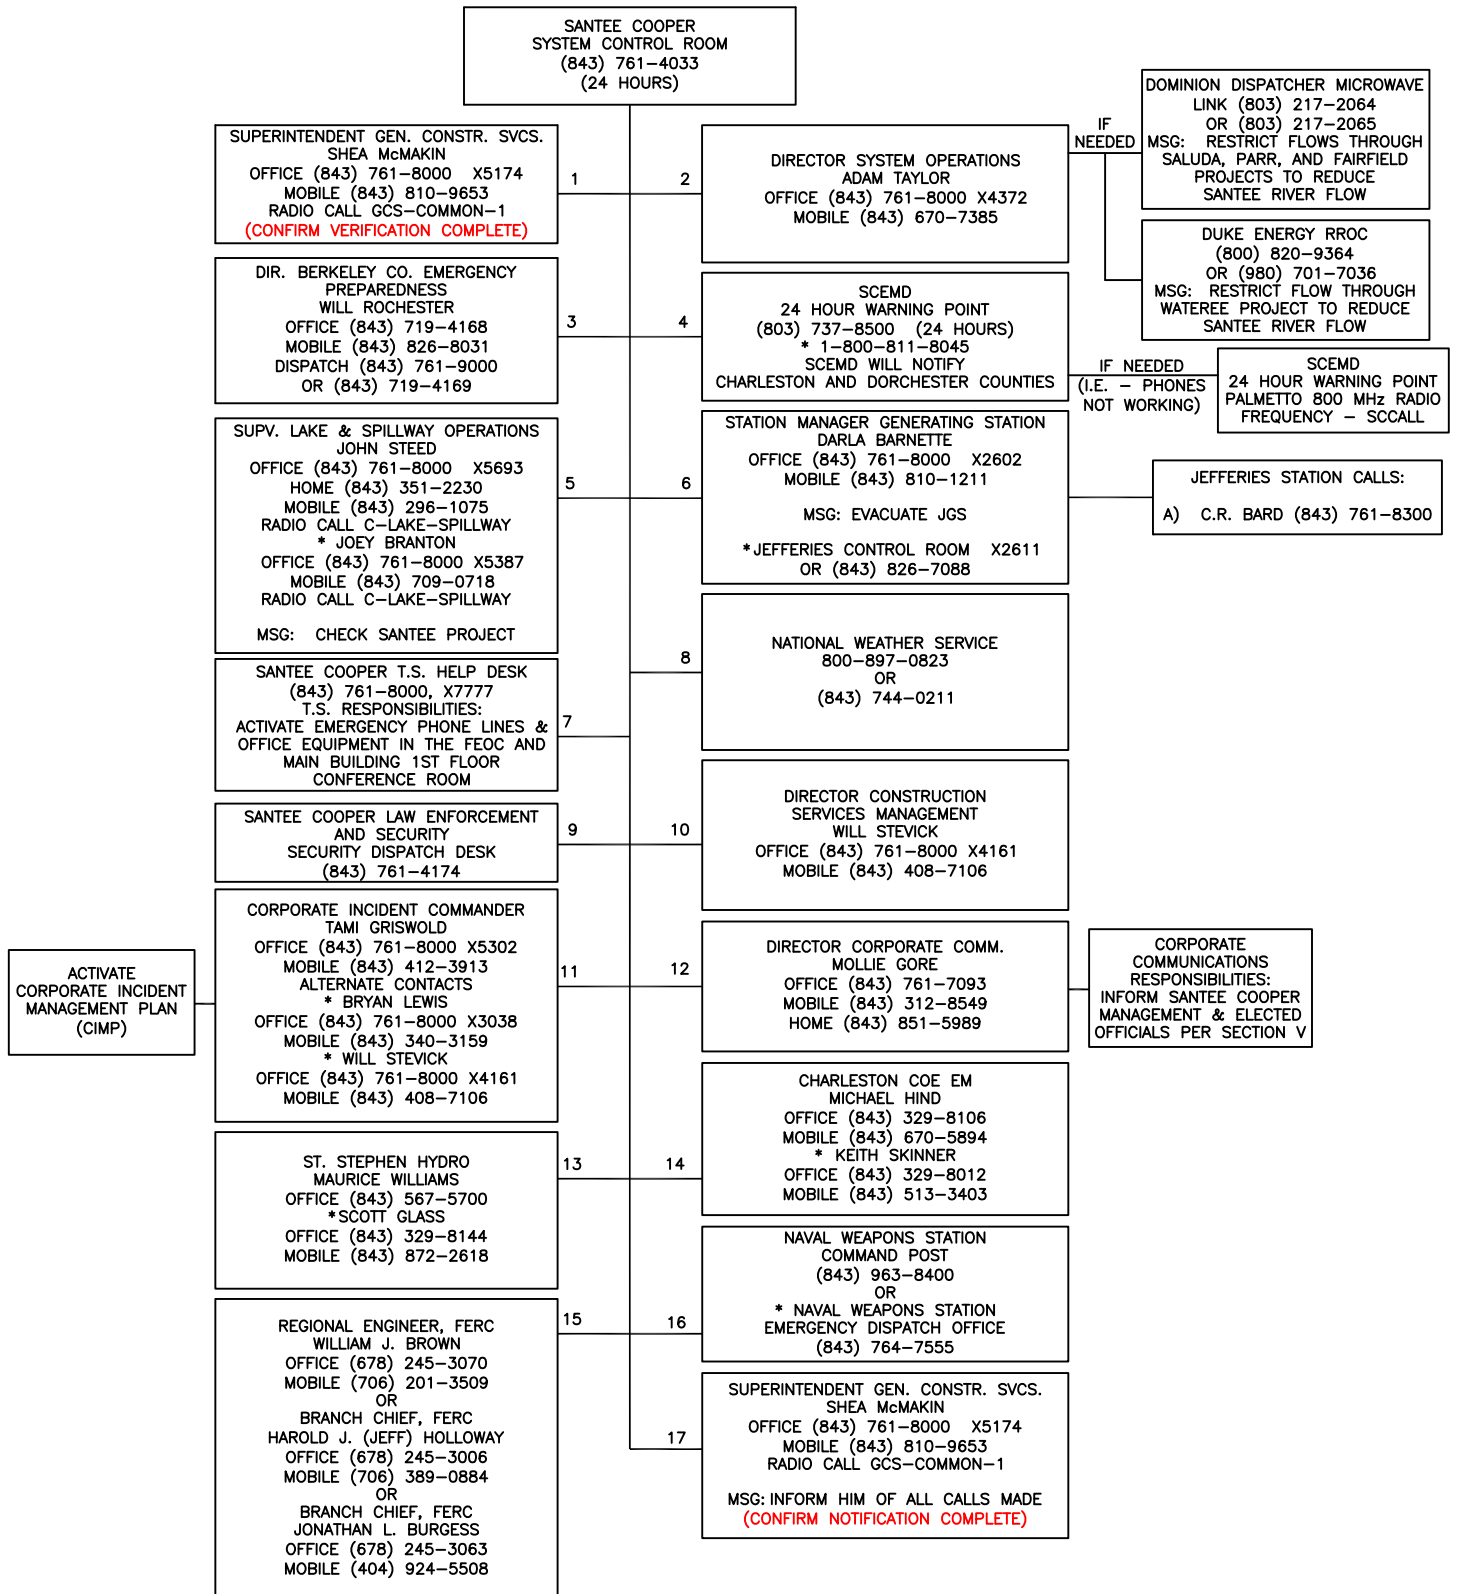 SANTEE COOPER
SYSTEM CONTROL ROOM
(843) 761-4033
(24 HOURS)
SUPERINTENDENT GEN. CONSTR. SVCS.
SHEA McMAKIN
OFFICE (843) 761-8000 X5174
MOBILE (843) 810-9653
RADIO CALL GCS-COMMON-1
(CONFIRM VERIFICATION COMPLETE)
1
2
DIRECTOR SYSTEM OPERATIONS
ADAM TAYLOR
OFFICE (843) 761-8000 X4372
MOBILE (843) 670-7385
IF
NEEDED
DOMINION DISPATCHER MICROWAVE
LINK (803) 217-2064
OR (803) 217-2065
MSG: RESTRICT FLOWS THROUGH
SALUDA, PARR, AND FAIRFIELD
PROJECTS TO REDUCE
SANTEE RIVER FLOW
DUKE ENERGY RROC
(800) 820-9364
OR (980) 701-7036
MSG: RESTRICT FLOW THROUGH
WATEREE PROJECT TO REDUCE
SANTEE RIVER FLOW
DIR. BERKELEY CO. EMERGENCY
PREPAREDNESS
WILL ROCHESTER
OFFICE (843) 719-4168
MOBILE (843) 826-8031
DISPATCH (843) 761-9000
OR (843) 719-4169
3
4
SCEMD
24 HOUR WARNING POINT
(803) 737-8500 (24 HOURS)
* 1-800-811-8045
SCEMD WILL NOTIFY
CHARLESTON AND DORCHESTER COUNTIES
IF NEEDED
(I.E. - PHONES
NOT WORKING)
SCEMD
24 HOUR WARNING POINT
PALMETTO 800 MHz RADIO
FREQUENCY - SCCALL
SUPV. LAKE & SPILLWAY OPERATIONS
JOHN STEED
OFFICE (843) 761-8000 X5693
HOME (843) 351-2230
MOBILE (843) 296-1075
RADIO CALL C-LAKE-SPILLWAY
* JOEY BRANTON
OFFICE (843) 761-8000 X5387
MOBILE (843) 709-0718
RADIO CALL C-LAKE-SPILLWAY
MSG: CHECK SANTEE PROJECT
5
6
STATION MANAGER GENERATING STATION
DARLA BARNETTE
OFFICE (843) 761-8000 X2602
MOBILE (843) 810-1211
MSG: EVACUATE JGS
*JEFFERIES CONTROL ROOM X2611
OR (843) 826-7088
JEFFERIES STATION CALLS:
A) C.R. BARD (843) 761-8300
SANTEE COOPER T.S. HELP DESK
(843) 761-8000, X7777
T.S. RESPONSIBILITIES:
ACTIVATE EMERGENCY PHONE LINES &
OFFICE EQUIPMENT IN THE FEOC AND
MAIN BUILDING 1ST FLOOR
CONFERENCE ROOM
7
8
NATIONAL WEATHER SERVICE
800-897-0823
OR
(843) 744-0211
SANTEE COOPER LAW ENFORCEMENT
AND SECURITY
SECURITY DISPATCH DESK
(843) 761-4174
9
10
DIRECTOR CONSTRUCTION
SERVICES MANAGEMENT
WILL STEVICK
OFFICE (843) 761-8000 X4161
MOBILE (843) 408-7106
ACTIVATE
CORPORATE INCIDENT
MANAGEMENT PLAN
(CIMP)
CORPORATE INCIDENT COMMANDER
TAMI GRISWOLD
OFFICE (843) 761-8000 X5302
MOBILE (843) 412-3913
ALTERNATE CONTACTS
* BRYAN LEWIS
OFFICE (843) 761-8000 X3038
MOBILE (843) 340-3159
* WILL STEVICK
OFFICE (843) 761-8000 X4161
MOBILE (843) 408-7106
11
12
DIRECTOR CORPORATE COMM.
MOLLIE GORE
OFFICE (843) 761-7093
MOBILE (843) 312-8549
HOME (843) 851-5989
CORPORATE
COMMUNICATIONS
RESPONSIBILITIES:
INFORM SANTEE COOPER
MANAGEMENT & ELECTED
OFFICIALS PER SECTION V
ST. STEPHEN HYDRO
MAURICE WILLIAMS
OFFICE (843) 567-5700
*SCOTT GLASS
OFFICE (843) 329-8144
MOBILE (843) 872-2618
13
14
CHARLESTON COE EM
MICHAEL HIND
OFFICE (843) 329-8106
MOBILE (843) 670-5894
* KEITH SKINNER
OFFICE (843) 329-8012
MOBILE (843) 513-3403
REGIONAL ENGINEER, FERC
WILLIAM J. BROWN
OFFICE (678) 245-3070
MOBILE (706) 201-3509
OR
BRANCH CHIEF, FERC
HAROLD J. (JEFF) HOLLOWAY
OFFICE (678) 245-3006
MOBILE (706) 389-0884
OR
BRANCH CHIEF, FERC
JONATHAN L. BURGESS
OFFICE (678) 245-3063
MOBILE (404) 924-5508
15
16
NAVAL WEAPONS STATION
COMMAND POST
(843) 963-8400
OR
* NAVAL WEAPONS STATION
EMERGENCY DISPATCH OFFICE
(843) 764-7555
17
SUPERINTENDENT GEN. CONSTR. SVCS.
SHEA McMAKIN
OFFICE (843) 761-8000 X5174
MOBILE (843) 810-9653
RADIO CALL GCS-COMMON-1
MSG: INFORM HIM OF ALL CALLS MADE
(CONFIRM NOTIFICATION COMPLETE)